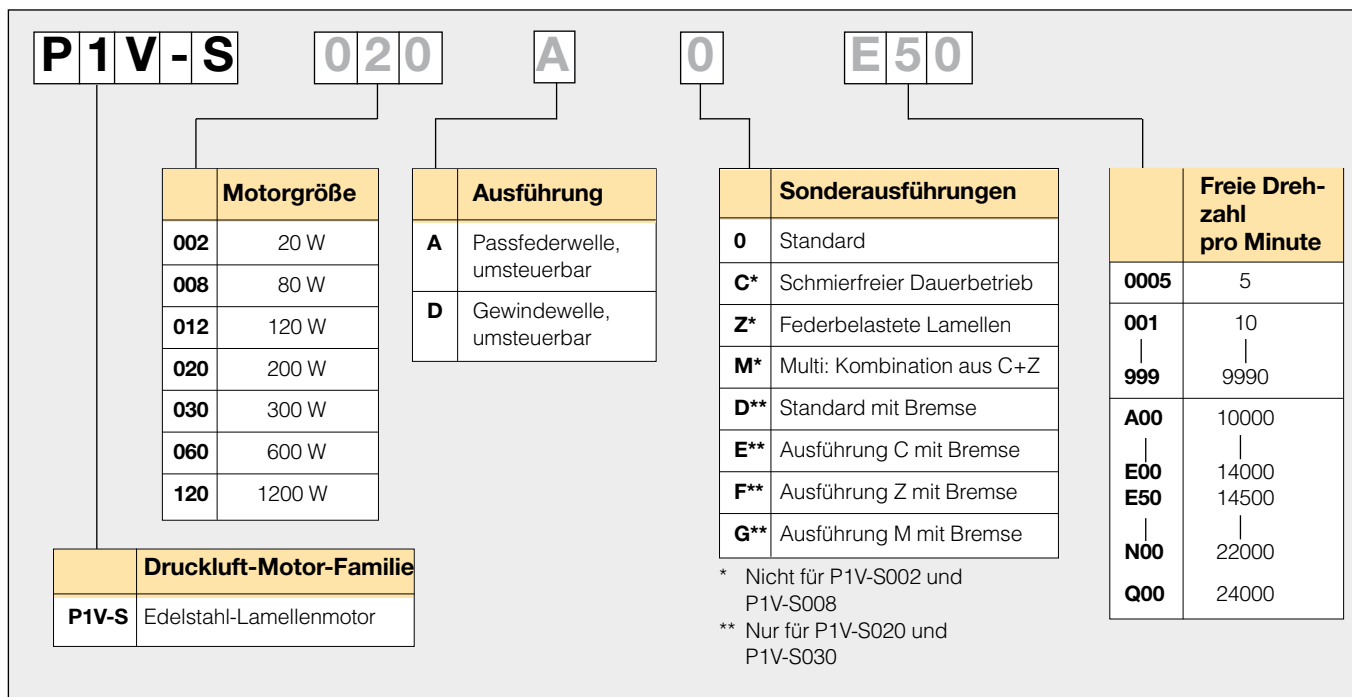 P1V-S 020 A 0 E50
Motorgröße
002 20 W
008 80 W
012 120 W
020 200 W
030 300 W
060 600 W
120 1200 W
Druckluft-Motor-Familie
P1V-S Edelstahl-Lamellenmotor
Ausführung
A Passfederwelle,
umsteuerbar
D Gewindewelle,
umsteuerbar
Sonderausführungen
0 Standard
C* Schmierfreier Dauerbetrieb
Z* Federbelastete Lamellen
M* Multi: Kombination aus C+Z
D** Standard mit Bremse
E** Ausführung C mit Bremse
F** Ausführung Z mit Bremse
G** Ausführung M mit Bremse
* Nicht für P1V-S002 und
P1V-S008
** Nur für P1V-S020 und
P1V-S030
Freie Dreh-
zahl
pro Minute
0005 5
001 10
999 9990
A00 10000
E00 14000
E50 14500
N00 22000
Q00 24000